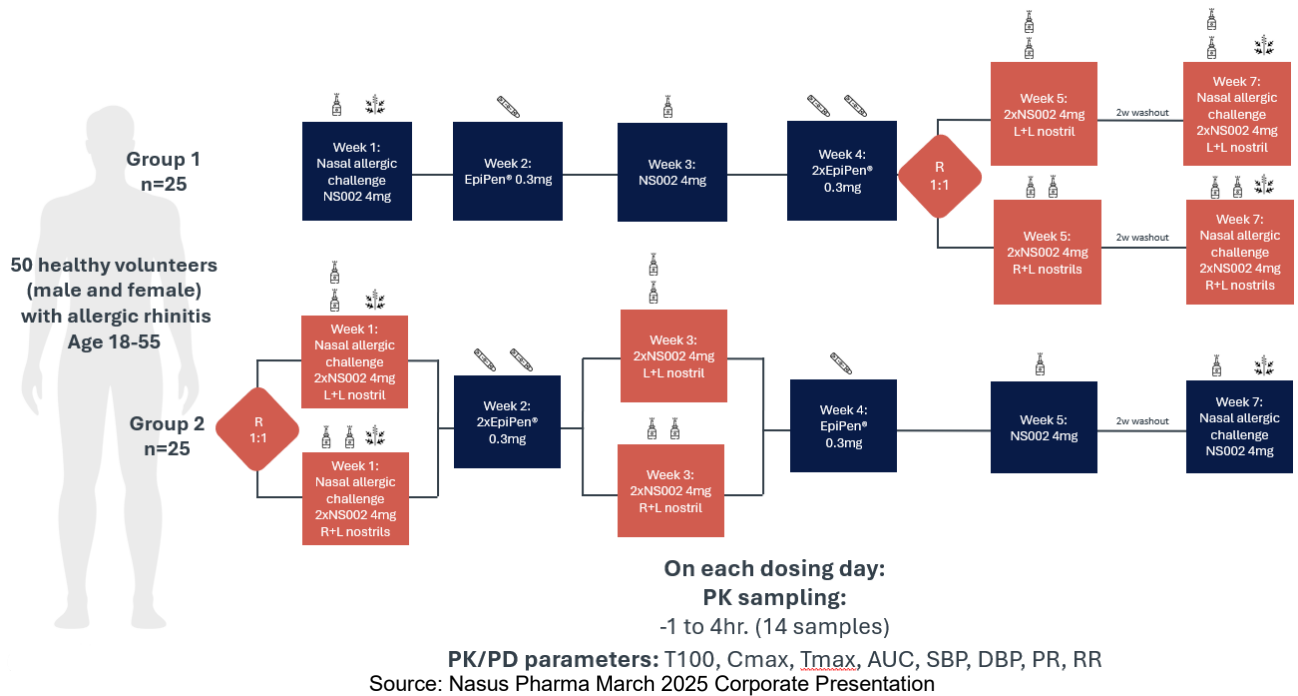 Group 1
n=25
50 healthy volunteers
(male and female)
with allergic rhinitis
Age 18-55
Group 2
n=25
Week 1:
Nasal allergic
challenge
NS002 4mg
Week 2:
EpiPen® 0.3mg
Week 3:
NS002 4mg
Week 4:
2xEpiPen®
0.3mg
R
1:1
Week 5:
2xNS002 4mg
L+L nostril
2w washout
Week 7:
Nasal allergic
challenge
2xNS002 4mg
L+L nostril
Week 5:
2xNS002 4mg
R+L nostrils
2w washout
Week 7:
Nasal allergic
challenge
2xNS002 4mg
R+L nostrils
R
1:1
Week 1:
Nasal allergic
challenge
2xNS002 4mg
L+L nostril
Week 1:
Nasal allergic
challenge
2xNS002 4mg
R+L nostrils
Week 2:
2xEpiPen®
0.3mg
Week 3:
2xNS002 4mg
L+L nostril
Week 3:
2xNS002 4mg
R+L nostril
Week 4:
EpiPen®
0.3mg
Week 5:
NS002 4mg
2w washout
Week 7:
Nasal allergic
challenge
NS002 4mg
On each dosing day:
PK sampling:
-1 to 4hr. (14 samples)
PK/PD parameters: T100, Cmax, Tmax, AUC, SBP, DBP, PR, RR
Source: Nasus Pharma March 2025 Corporate Presentation